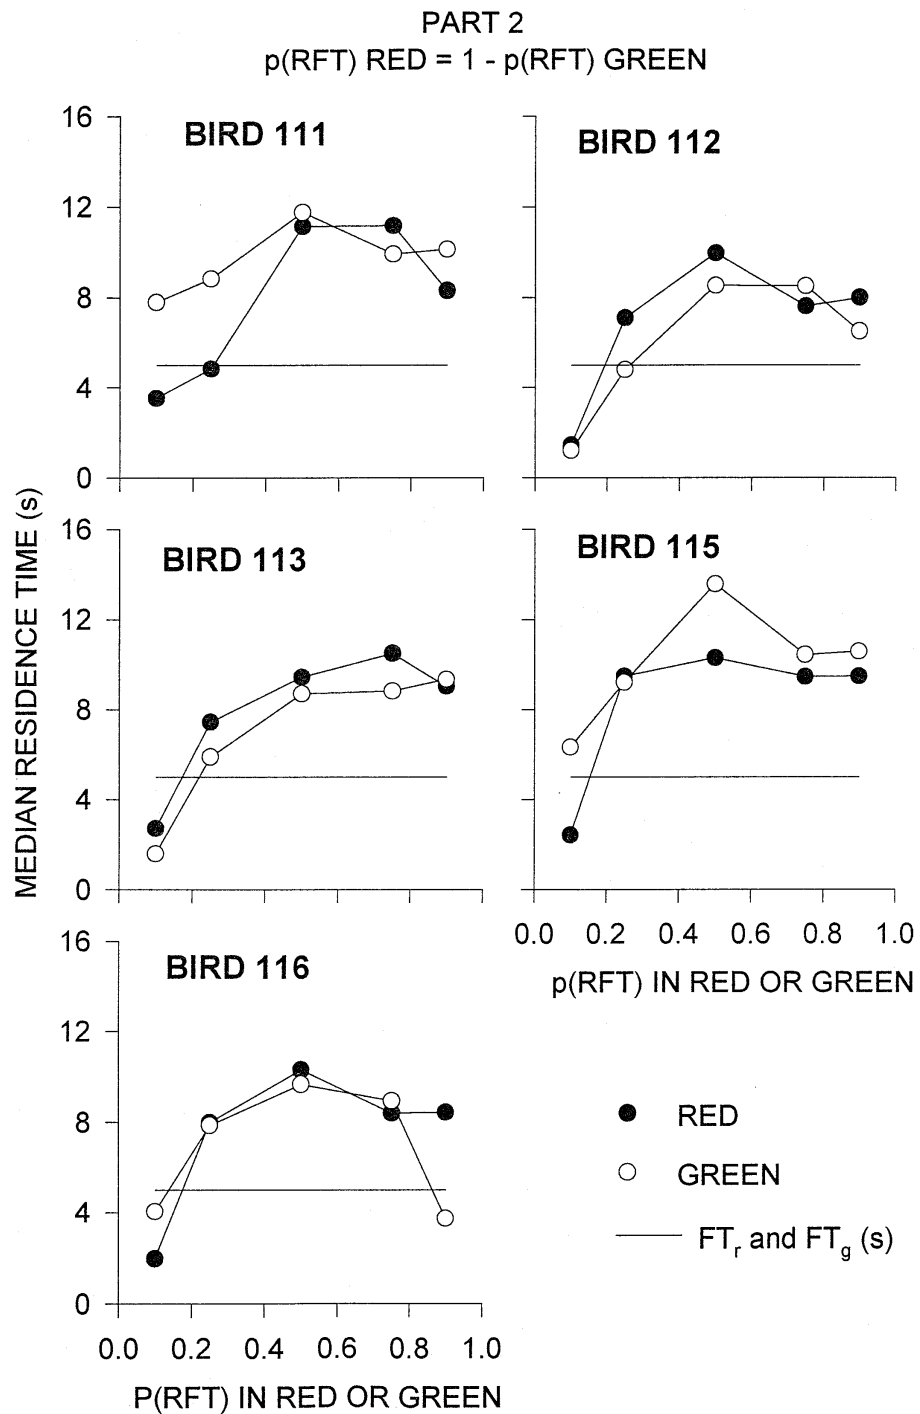 PART 2
p(RFT) RED = 1 - p(RFT) GREEN
BIRD 111
16
12
8
4
0
BIRD 112
MEDIAN RESIDENCE TIME (s)
BIRD 113
16
12
8
4
0
BIRD 115
0.0 0.2 0.4 0.6 0.8 1.0
p(RFT) IN RED OR GREEN
BIRD 116
16
12
8
4
0
0.0 0.2 0.4 0.6 0.8 1.0
P(RFT) IN RED OR GREEN
RED
GREEN
FTr and FTg (s)